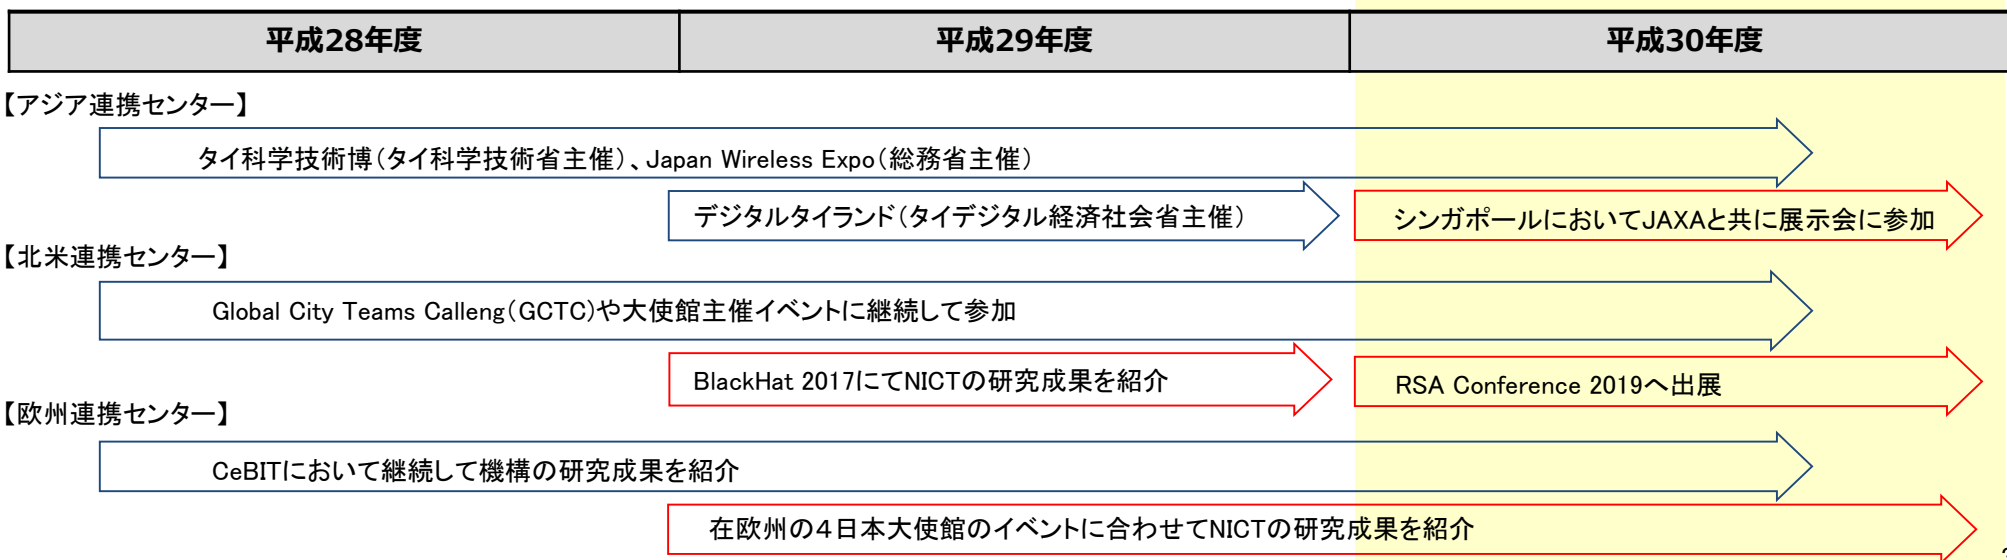 平成28年度 平成29年度 平成30年度
【アジア連携センター】
タイ科学技術博(タイ科学技術省主催)、Japan Wireless Expo(総務省主催)
デジタルタイランド(タイデジタル経済社会省主催) シンガポールにおいてJAXAと共に展示会に参加
【北米連携センター】
Global City Teams Calleng(GCTC)や大使館主催イベントに継続して参加
BlackHat 2017にてNICTの研究成果を紹介 RSA Conference 2019へ出展
【欧州連携センター】
CeBITにおいて継続して機構の研究成果を紹介
在欧州の4日本大使館のイベントに合わせてNICTの研究成果を紹介